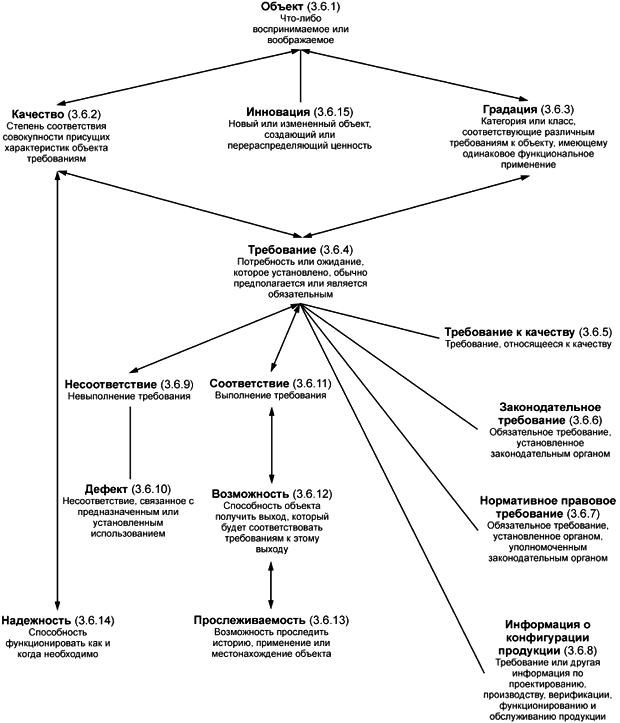 Объект (3.6.1)
Что-либо
воспринимаемое или
воображаемое
Качество (3.6.2)
Степень соответствия
совокупности присущих
характеристик объекта
требованиям
Инновация (3.6.15)
Новый или измененный объект,
создающий или
перераспределяющий ценность
Градация (3.6.3)
Категория или класс,
соответствующие различным
требованиям к объекту, имеющему
одинаковое функциональное
применение
Требование (3.6.4)
Потребность или ожидание,
которое установлено, обычно
предполагается или является
обязательным
Требование к качеству (3.6.5)
Требование, относящееся к качеству
Несоответствие (3.6.9)
Невыполнение требования
Соответствие (3.6.11)
Выполнение требования
Законодательное
требование (3.6.6)
Обязательное требование,
установленное
законодательным органом
Дефект (3.6.10)
Несоответствие, связанное с
предназначенным или
установленным
использованием
Возможность (3.6.12)
Способность объекта
получить выход, который
будет соответствовать
требованиям к этому
выходу
Нормативное правовое
требование (3.6.7)
Обязательное требование,
установленное органом,
уполномоченным
законодательным органом
Надежность (3.6.14)
Способность
функционировать как и
когда необходимо
Прослеживаемость (3.6.13)
Возможность проследить
историю, применение или
местонахождение объекта
Информация о
конфигурации
продукции (3.6.8)
Требование или другая
информация по
проектированию,
производству, верификации,
функционированию и
обслуживанию продукции